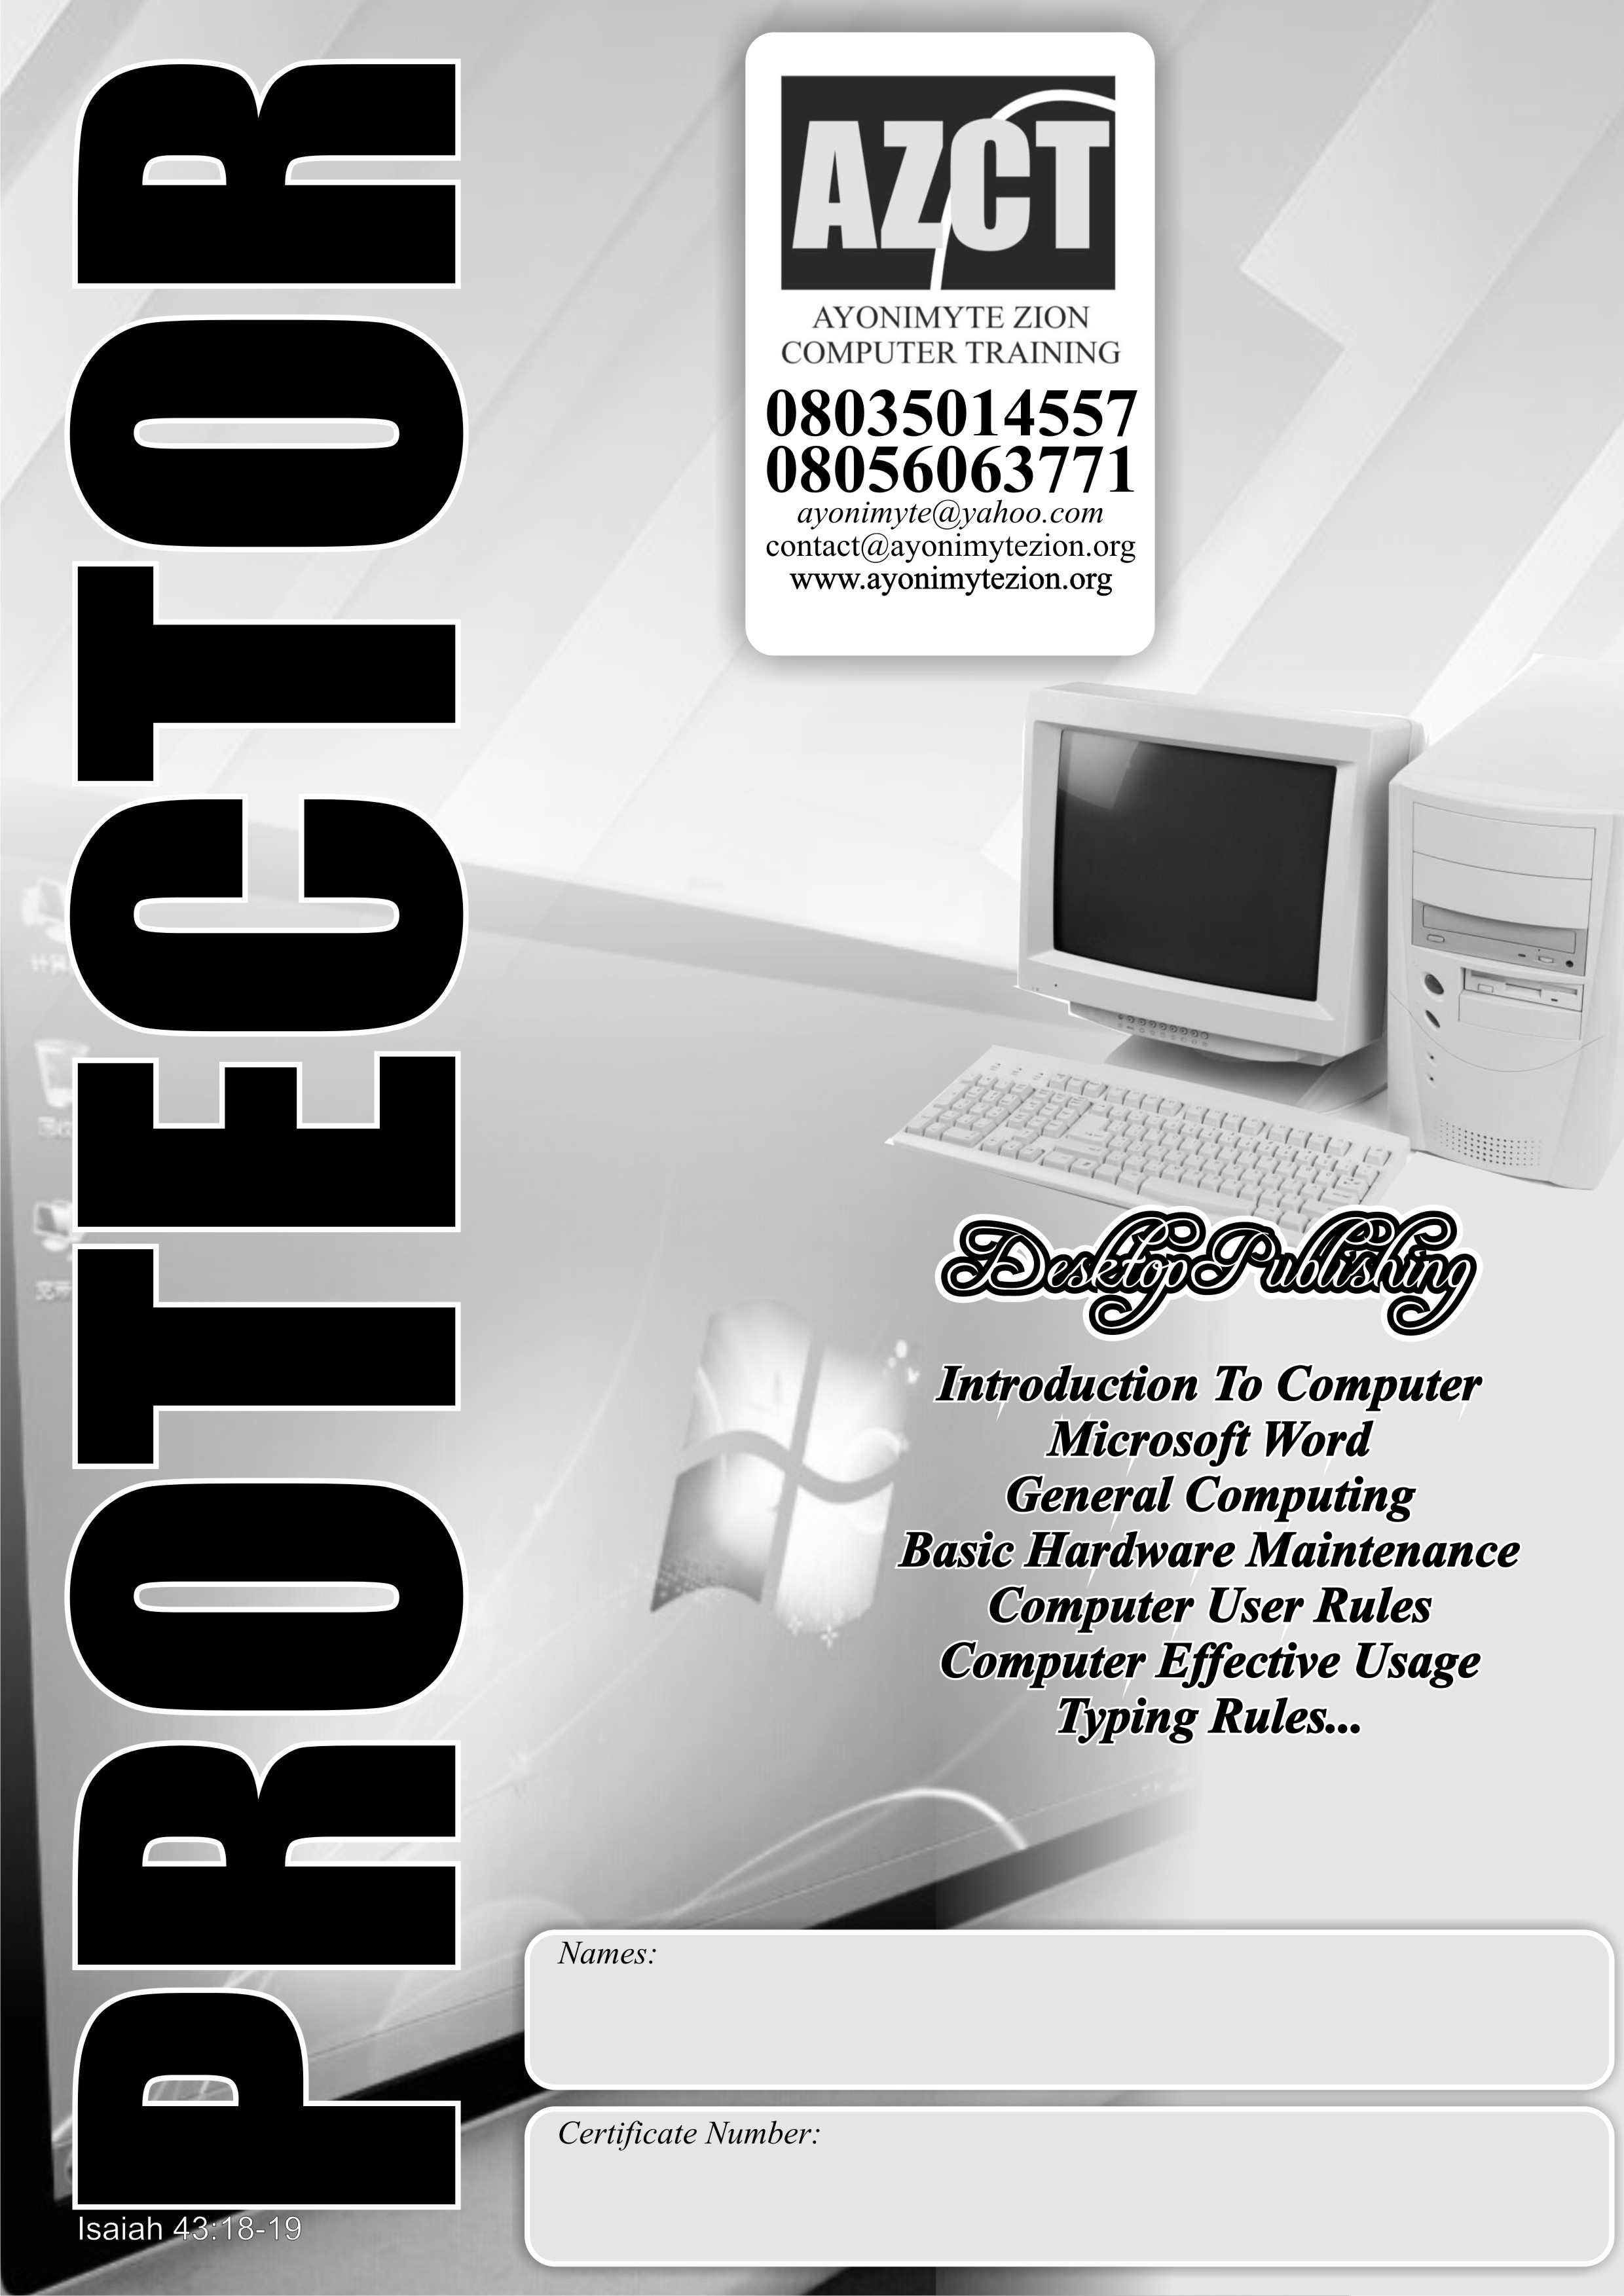 PROTECTOR
AZCT
AYONIMYTE ZION
COMPUTER TRAINING
08035014557
08056063771
ayonimyte@yahoo.com
contact@ayonimytezion.org
www.ayonimytezion.org
Desktop Publishing
Introduction To Computer
Microsoft Word
General Computing
Basic Hardware Maintenance
Computer User Rules
Computer Effective Usage
Typing Rules...
Names:
Certificate Number:
Isaiah 43:18-19